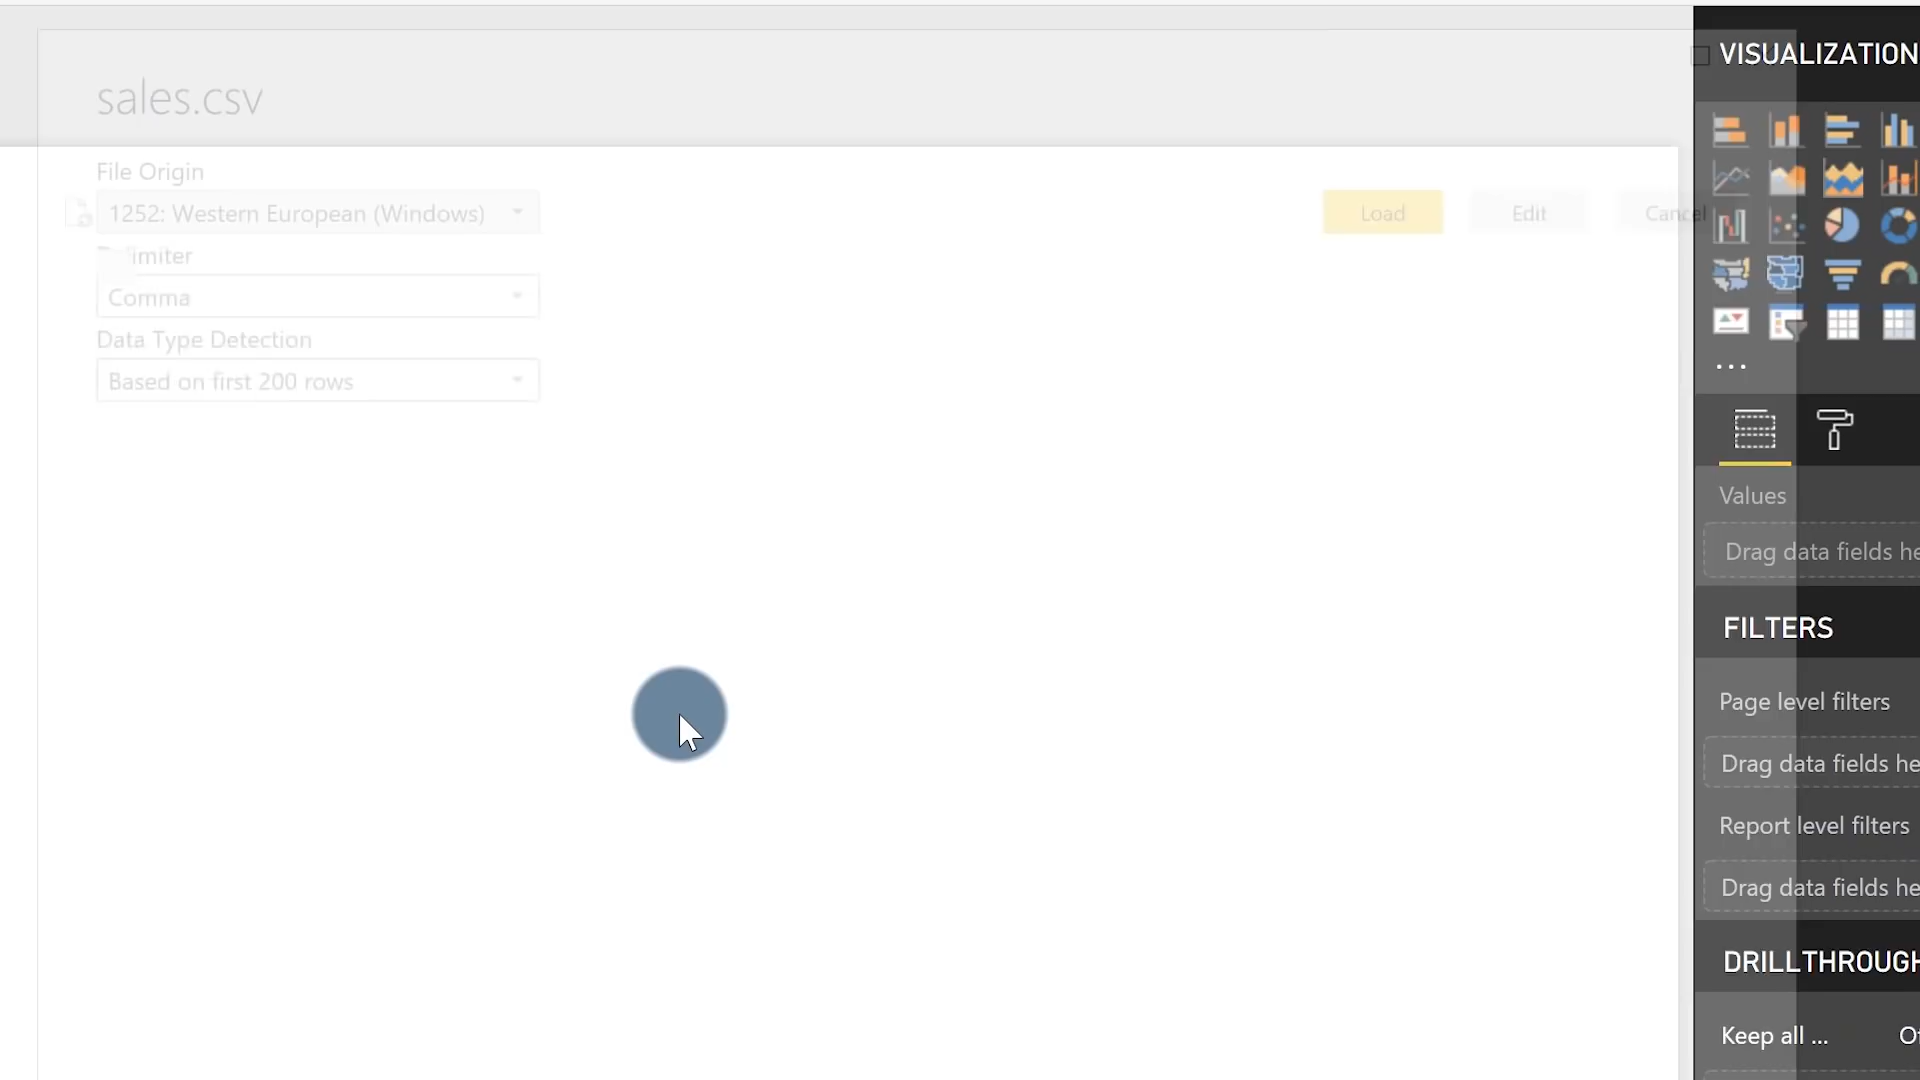 sales.csv
File Origin
1252: Western European (Windows)
Load
Edit
Cancel
Comma
Data Type Detection
Based on first 200 rows
VISUALIZATION
...
Values
Drag data fields he
FILTERS
Page level filters
Drag data fields he
Report level filters
Drag data fields he
DRILLTHROUGH
Keep all ...